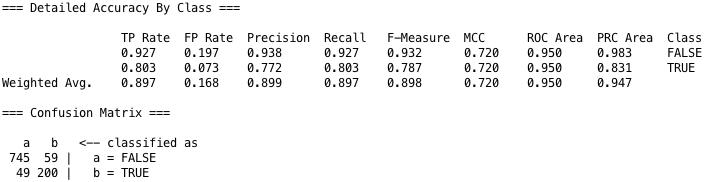 === Detailed Accuracy By Class ===
TP Rate FP Rate Precision Recall F-Measure MCC ROC Area PRC Area Class
0.927 0.197 0.938 0.927 0.932 0.720 0.950 0.983 FALSE
0.803 0.073 0.772 0.803 0.787 0.720 0.950 0.831 TRUE
Weighted Avg. 0.897 0.168 0.899 0.897 0.898 0.720 0.950 0.947
=== Confusion Matrix ===
a b <-- classified as
745 59 | a = FALSE
49 200 | b = TRUE